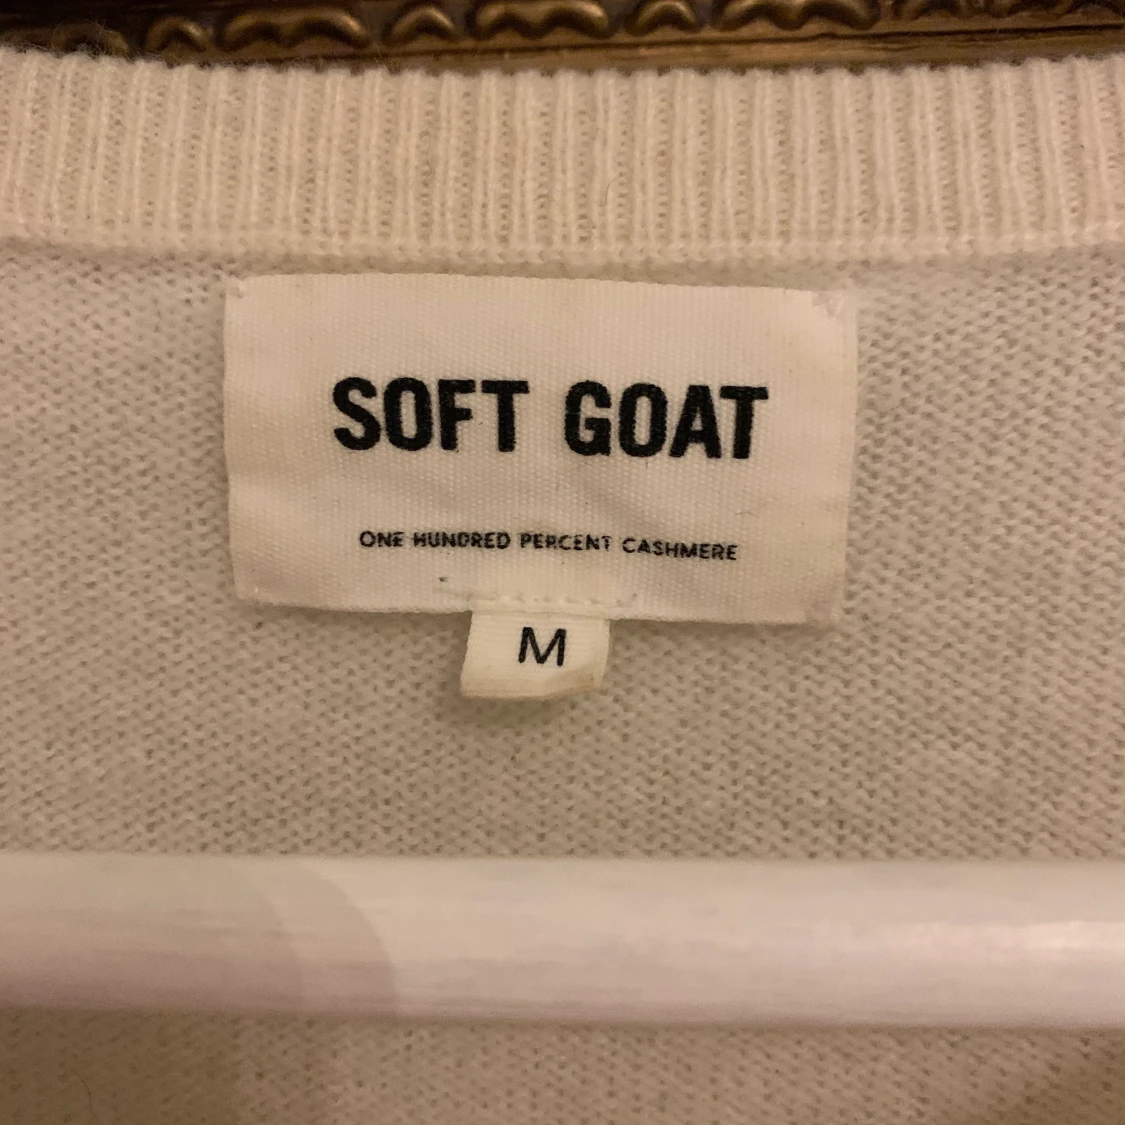 SOFT GOAT
ONE HUNDRED PERCENT CASHMERE
M